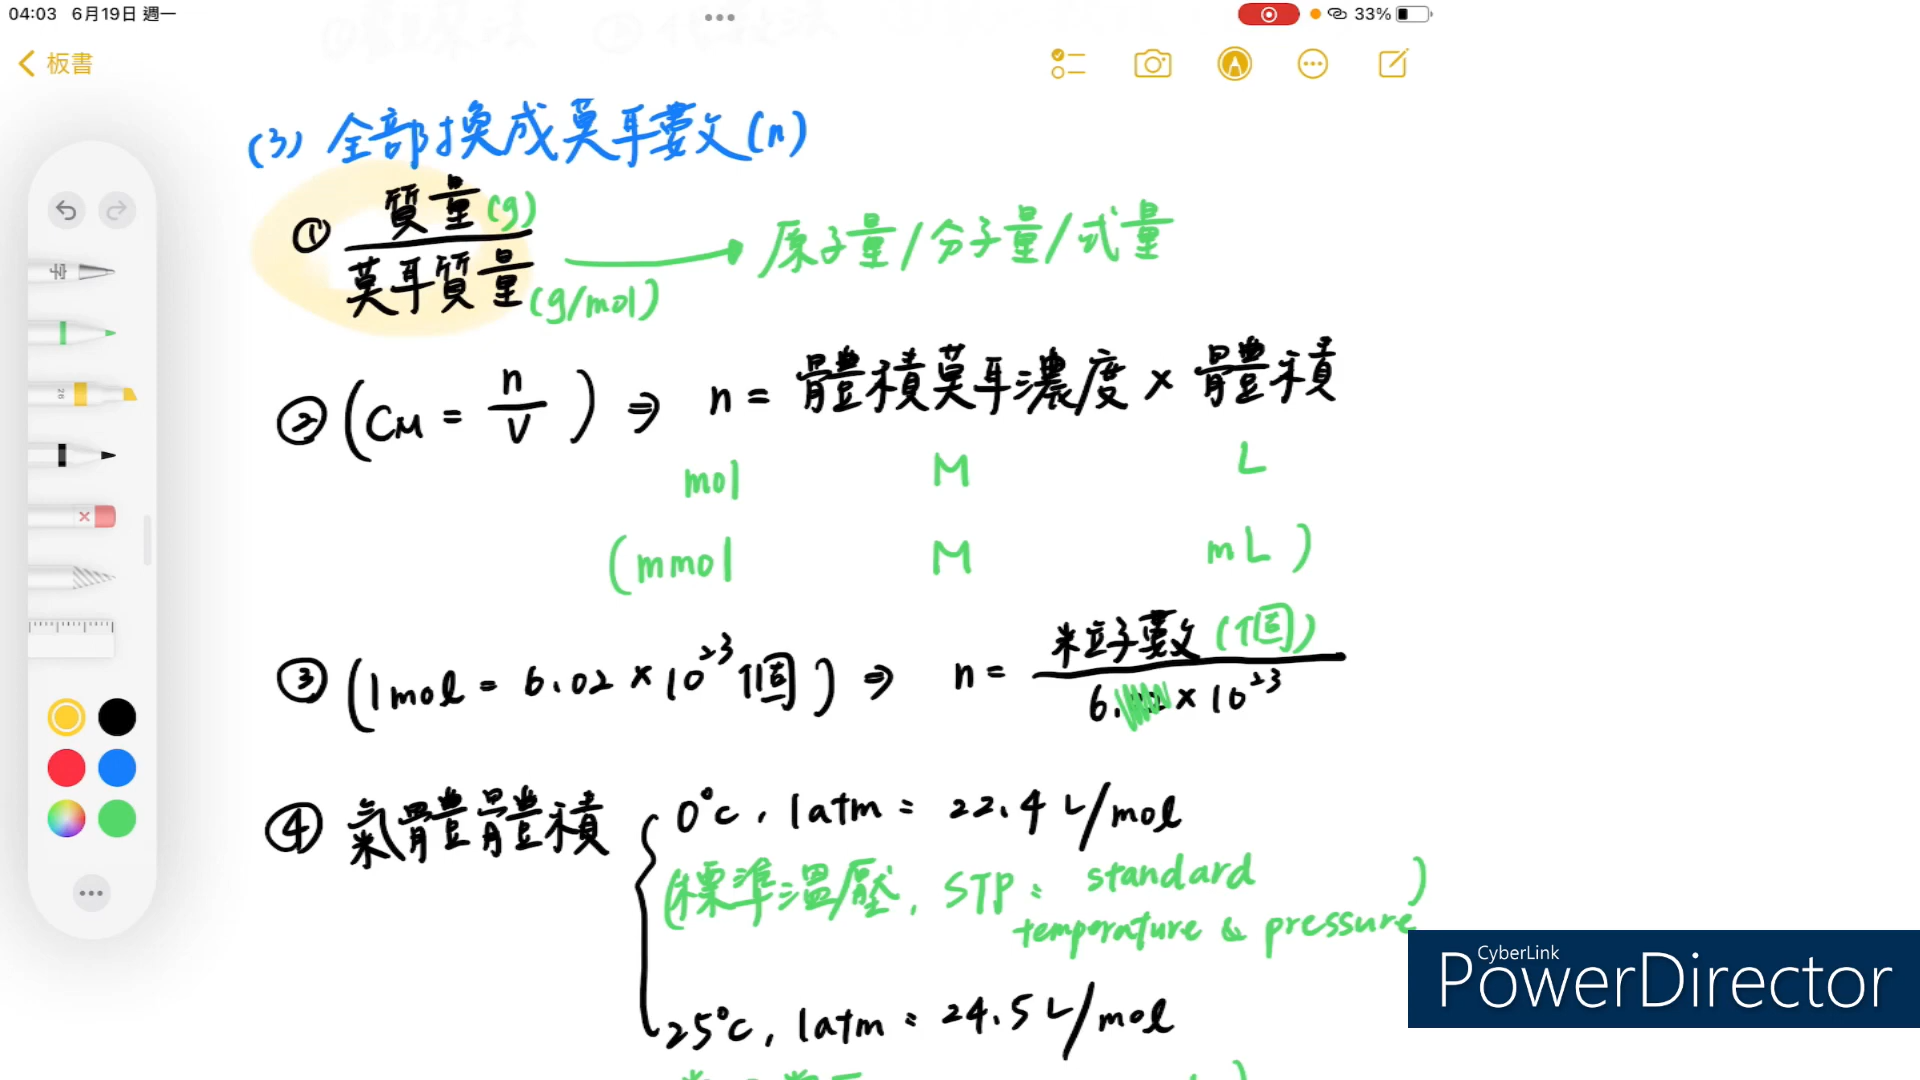 04:03 6月19日 週一
33%
板書
(3) 全部換成莫耳數(n)
① 質量(g)
莫耳質量(g/mol)
原子量/分子量/式量
② (CM = n/V) ⇒ n = 體積莫耳濃度 × 體積
mol M L
(mmol M mL)
③ (1mol = 6.02 × 10²³個) ⇒ n = 粒子數(個)
6. × 10²³
④ 氣體體積
0°C, 1atm = 22.4 L/mol
(標準溫壓, STP: standard
temperature & pressure)
25°C, 1atm = 24.5 L/mol
CyberLink
PowerDirector